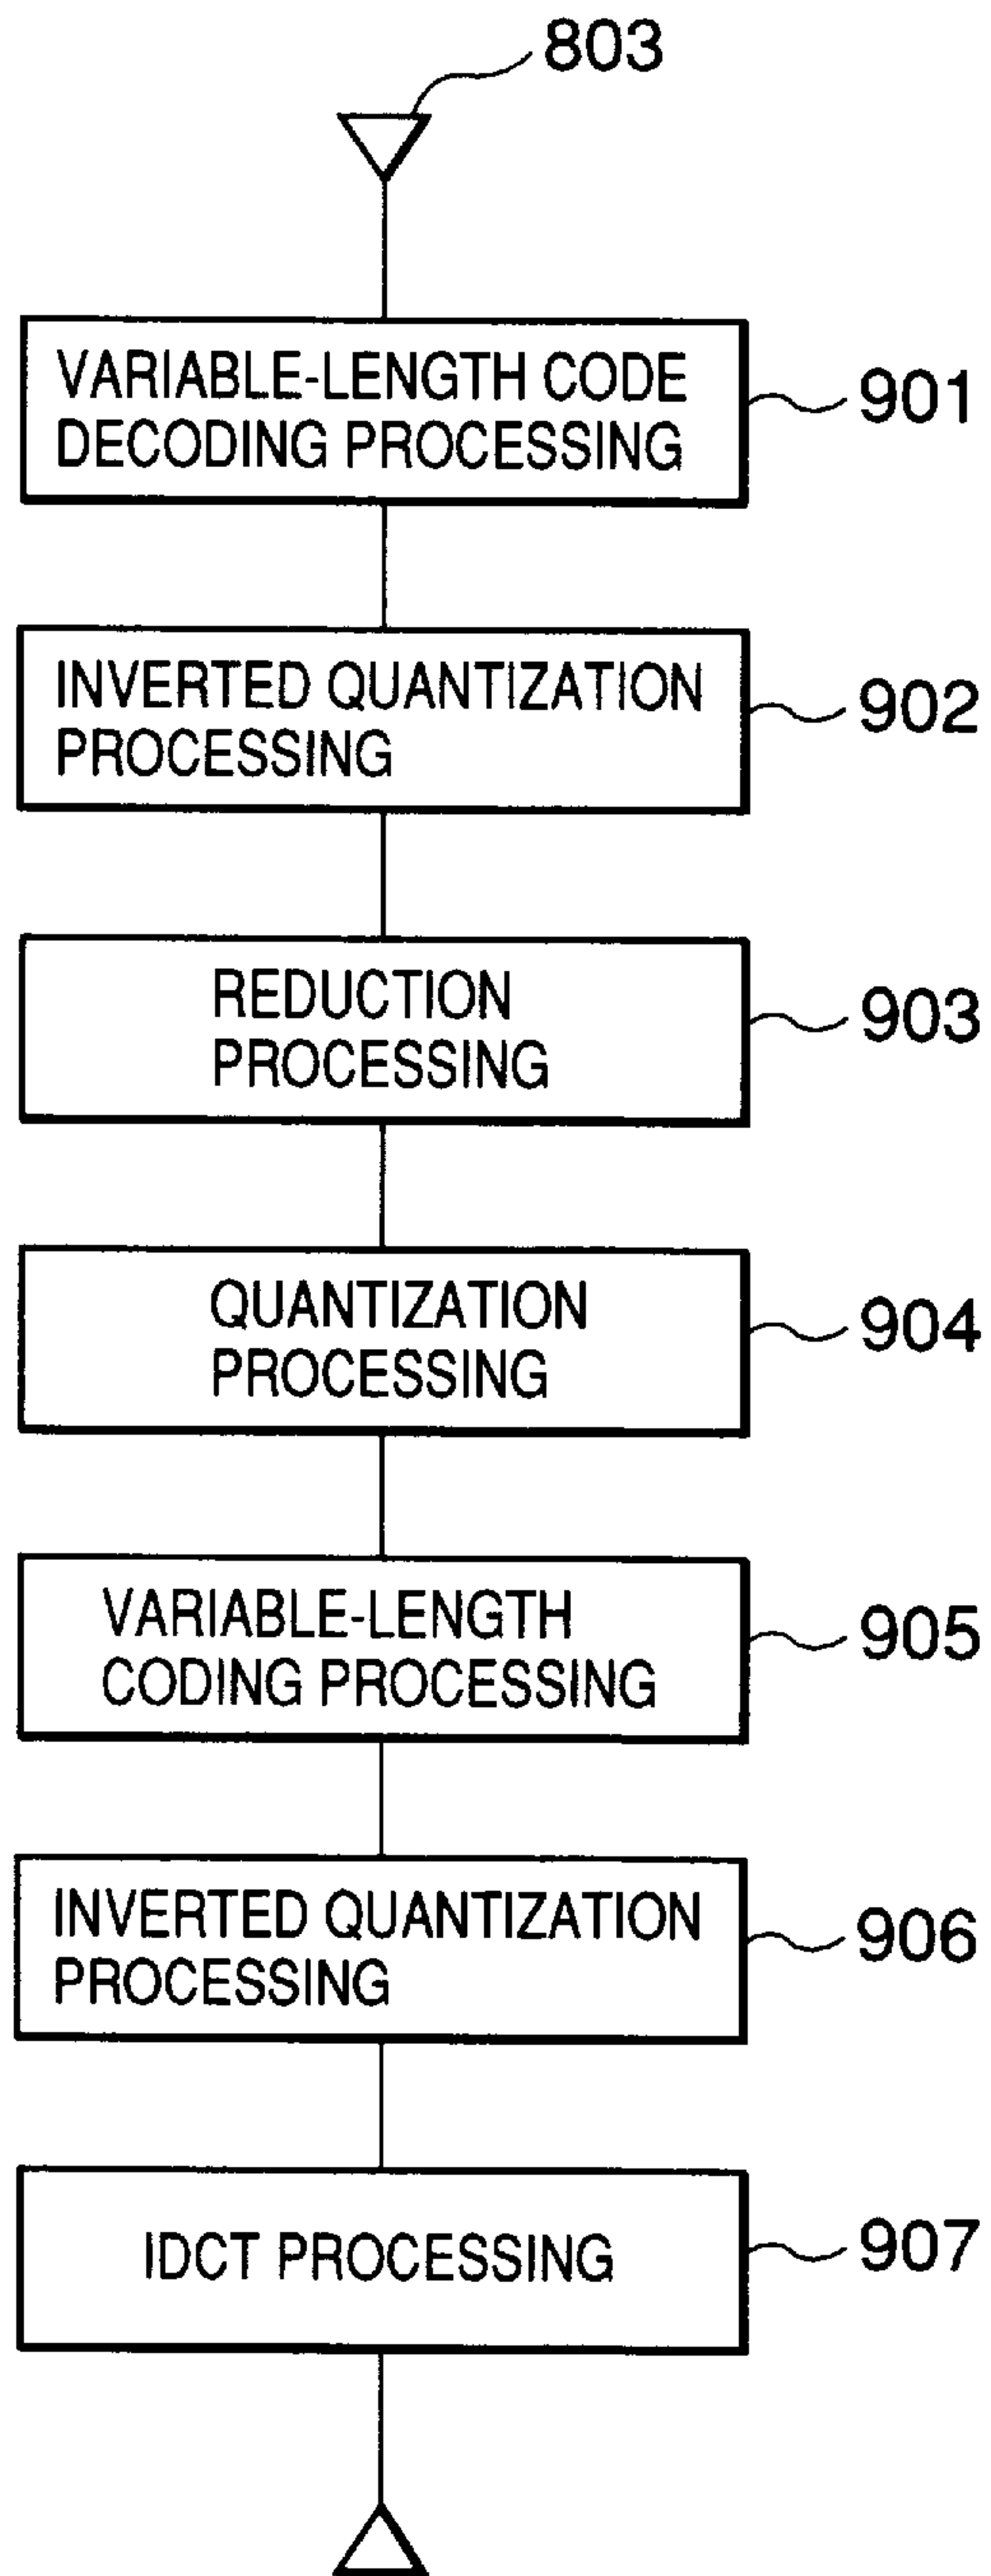 803
VARIABLE-LENGTH CODE
DECODING PROCESSING
901
INVERTED QUANTIZATION
PROCESSING
902
REDUCTION
PROCESSING
903
QUANTIZATION
PROCESSING
904
VARIABLE-LENGTH
CODING PROCESSING
905
INVERTED QUANTIZATION
PROCESSING
906
IDCT PROCESSING
907